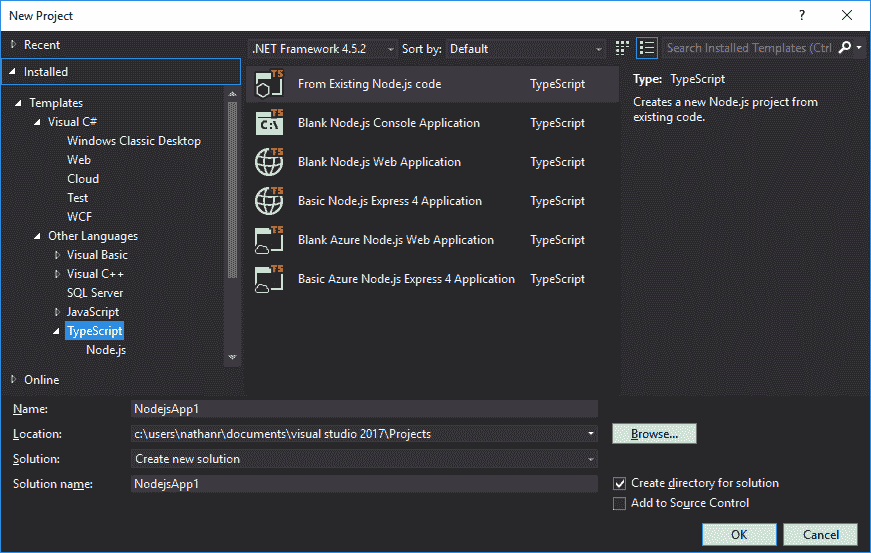 New Project
?
Recent
.NET Framework 4.5.2
Sort by:
Default
Search Installed Templates (Ctrl
Installed
Templates
Visual C#
Windows Classic Desktop
Web
Cloud
Test
WCF
Other Languages
Visual Basic
Visual C++
SQL Server
JavaScript
TypeScript
Node.js
Online
TS From Existing Node.js code TypeScript
TS C:\ Blank Node.js Console Application TypeScript
TS Blank Node.js Web Application TypeScript
TS Basic Node.js Express 4 Application TypeScript
TS Blank Azure Node.js Web Application TypeScript
TS Basic Azure Node.js Express 4 Application TypeScript
Type: TypeScript
Creates a new Node.js project from
existing code.
Name: NodejsApp1
Location: c:\users\nathanr\documents\visual studio 2017\Projects
Browse...
Solution: Create new solution
Solution name: NodejsApp1
Create directory for solution
Add to Source Control
OK
Cancel